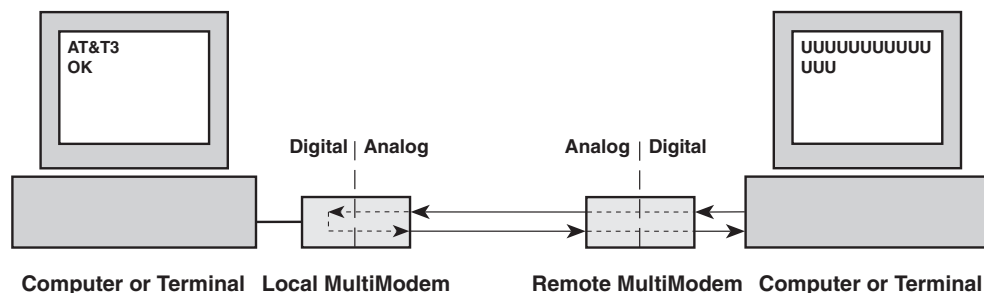 AT&T3
OK
UUUUUUUUUUU
UUU
Digital Analog
Analog Digital
Computer or Terminal
Local MultiModem
Remote MultiModem
Computer or Terminal